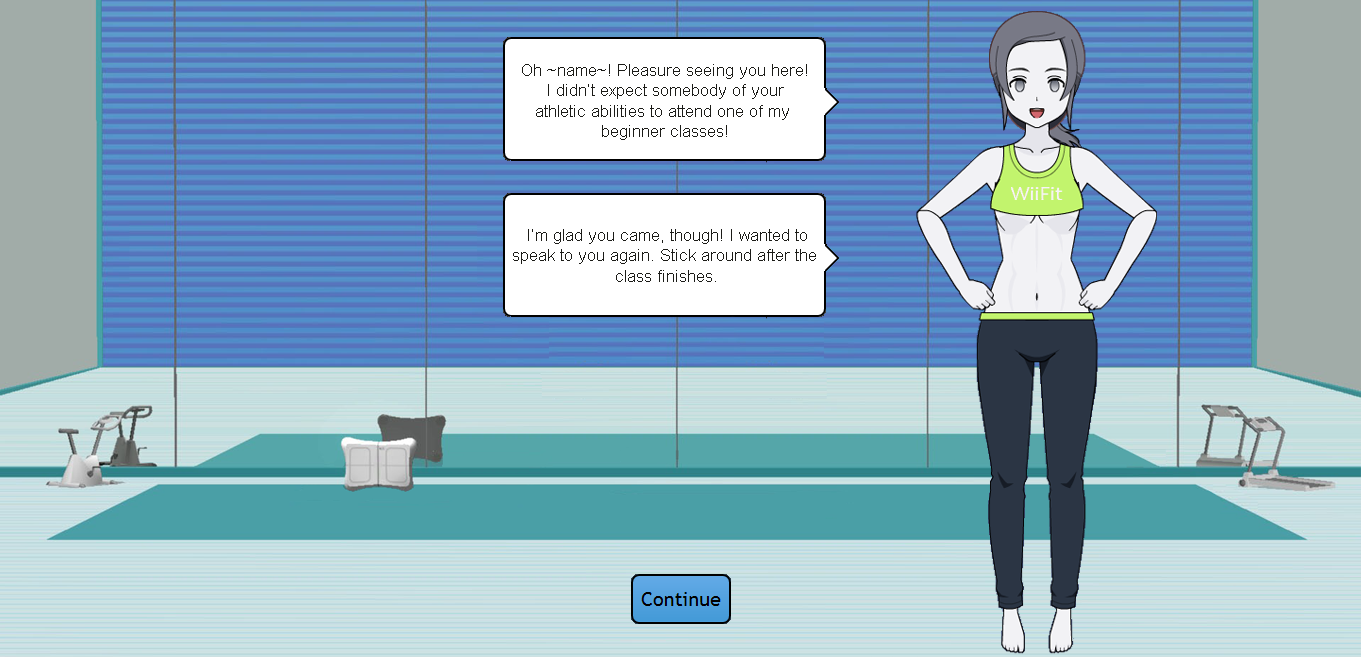 Oh ~name~! Pleasure seeing you here!
I didn't expect somebody of your
athletic abilities to attend one of my
beginner classes!
I'm glad you came, though! I wanted to
speak to you again. Stick around after the
class finishes.
WiiFit
Continue